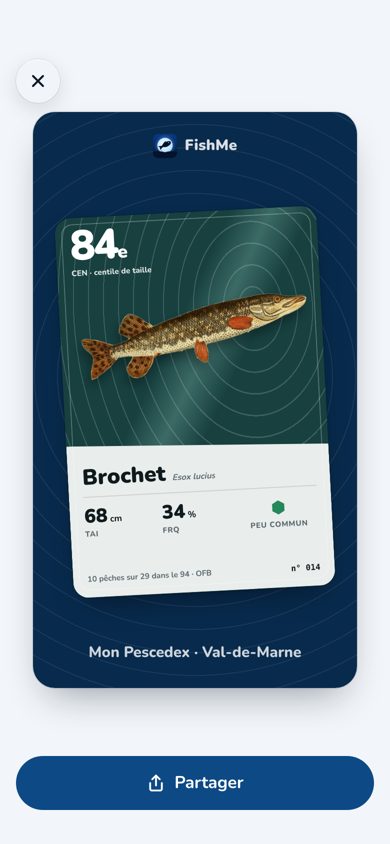 FishMe
84e
CEN · centile de taille
Brochet Esox lucius
68 cm 34 %
TAI FRQ PEU COMMUN
10 pêches sur 29 dans le 94 · OFB n° 014
Mon Pescedex · Val-de-Marne
Partager